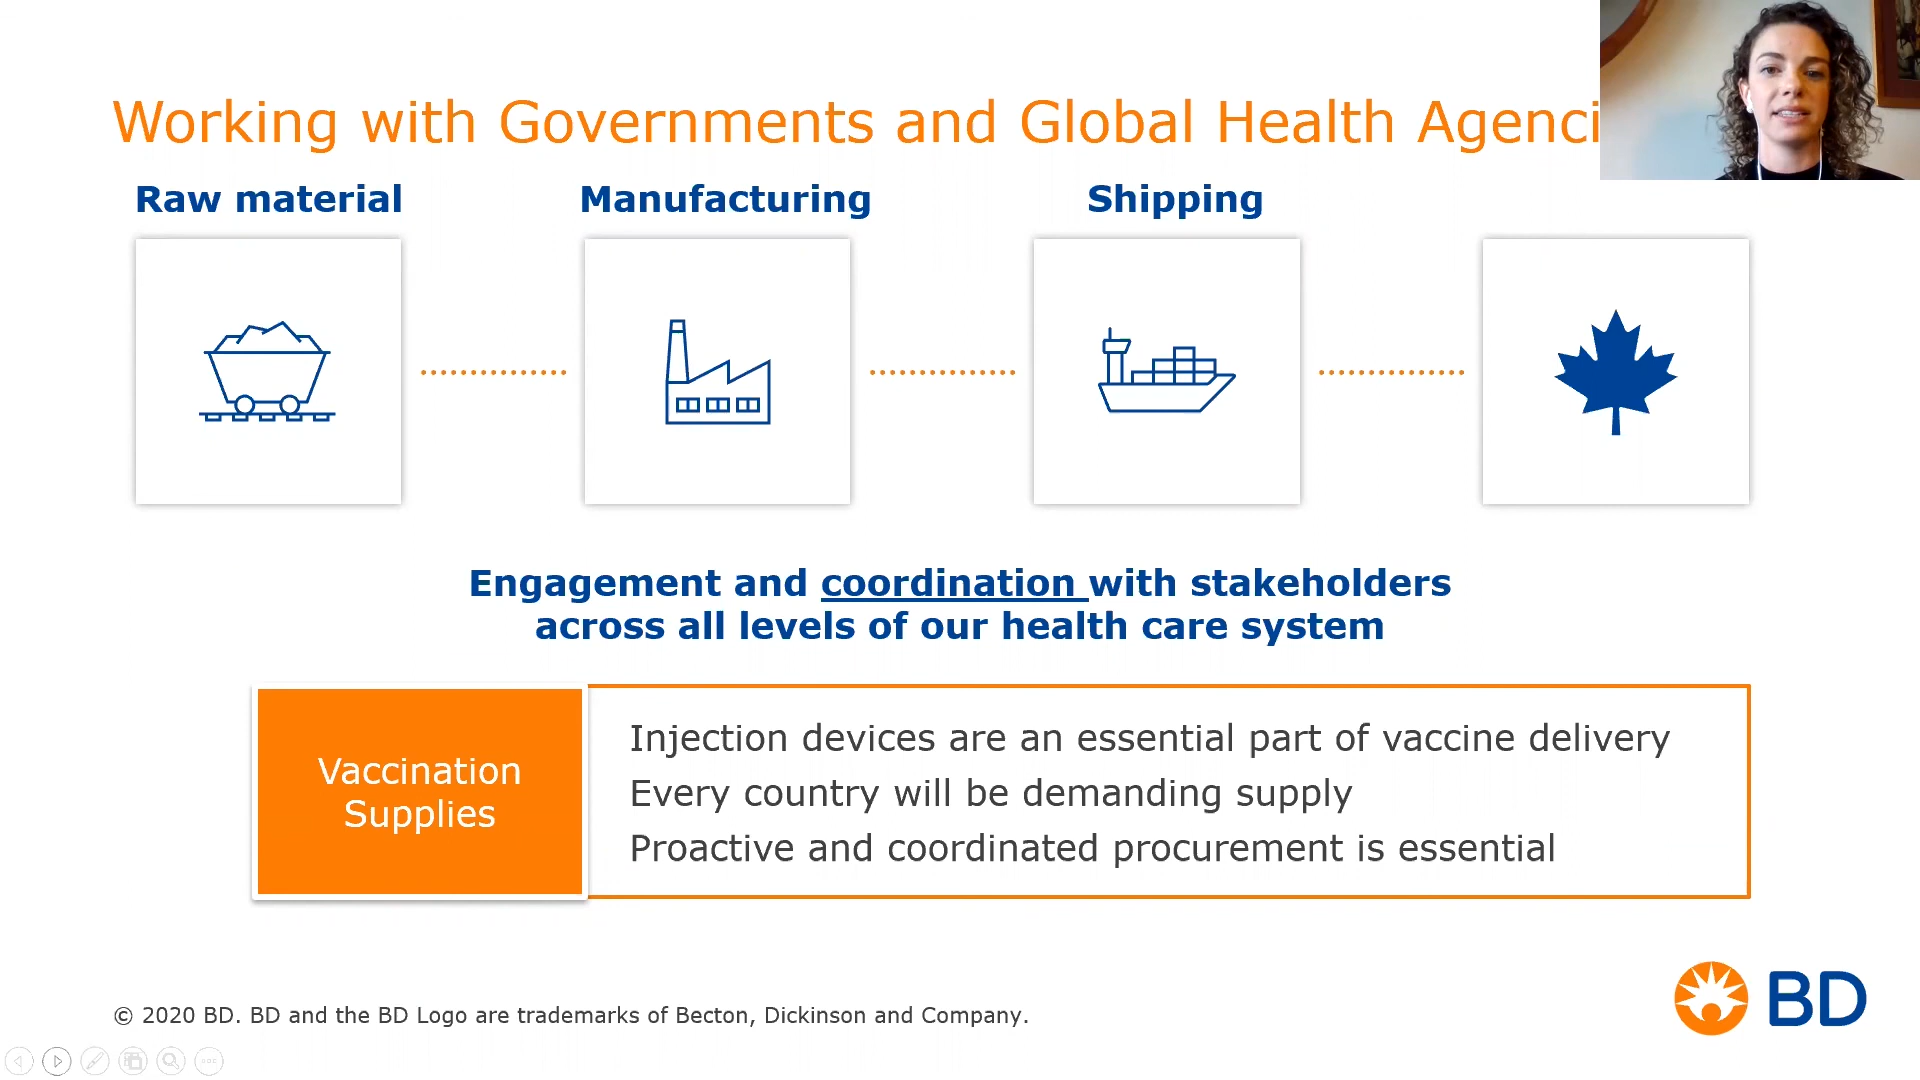 Working with Governments and Global Health Agenci
Raw material
Manufacturing
Shipping
Engagement and coordination with stakeholders
across all levels of our health care system
Vaccination
Supplies
Injection devices are an essential part of vaccine delivery
Every country will be demanding supply
Proactive and coordinated procurement is essential
BD
© 2020 BD. BD and the BD Logo are trademarks of Becton, Dickinson and Company.